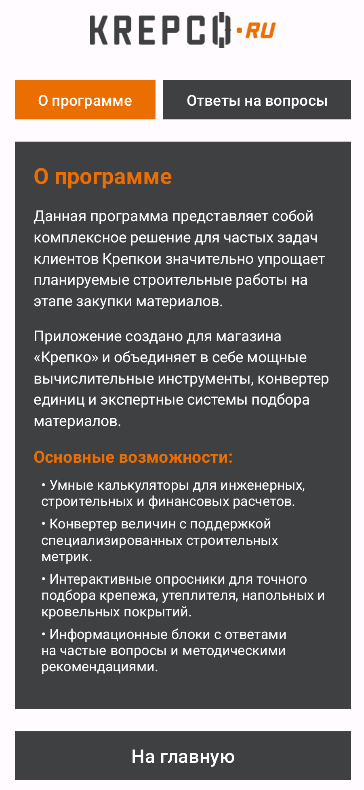 KREPCO.RU
О программе
Ответы на вопросы
О программе
Данная программа представляет собой
комплексное решение для частых задач
клиентов Крепкои значительно упрощает
планируемые строительные работы на
этапе закупки материалов.
Приложение создано для магазина
«Крепко» и объединяет в себе мощные
вычислительные инструменты, конвертер
единиц и экспертные системы подбора
материалов.
Основные возможности:
• Умные калькуляторы для инженерных,
строительных и финансовых расчетов.
• Конвертер величин с поддержкой
специализированных строительных
метрик.
• Интерактивные опросники для точного
подбора крепежа, утеплителя, напольных и
кровельных покрытий.
• Информационные блоки с ответами
на частые вопросы и методическими
рекомендациями.
На главную